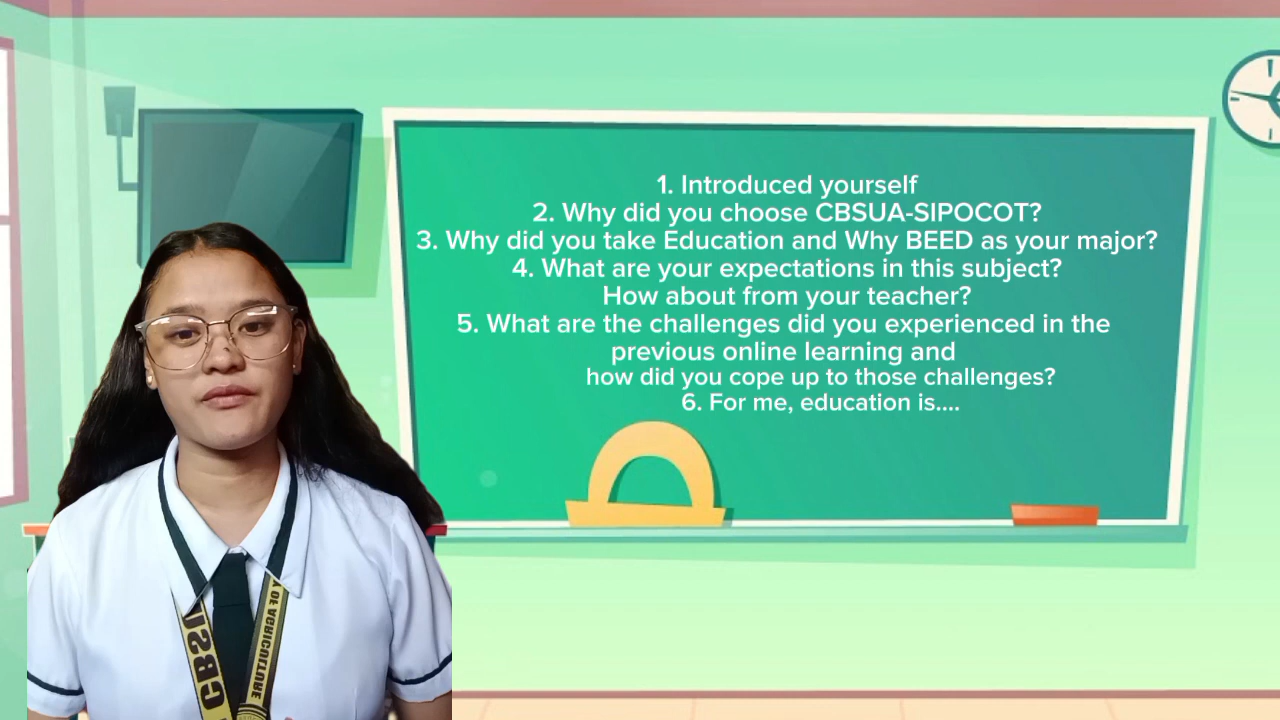 1. Introduced yourself
2. Why did you choose CBSUA-SIPOCOT?
3. Why did you take Education and Why BEED as your major?
4. What are your expectations in this subject?
How about from your teacher?
5. What are the challenges did you experienced in the
previous online learning and
how did you cope up to those challenges?
6. For me, education is....
CBSU
OF AGRICULTURE